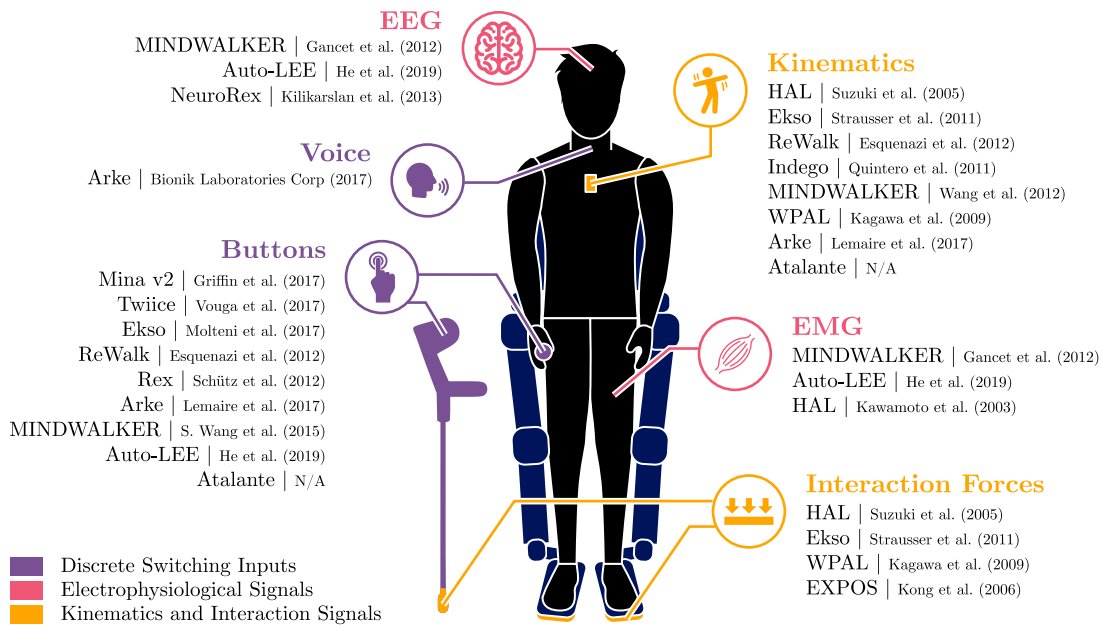 EEG
MINDWALKER | Gancet et al. (2012)
Auto-LEE | He et al. (2019)
NeuroRex | Kilikarslan et al. (2013)
Voice
Arke | Bionik Laboratories Corp (2017)
Buttons
Mina v2 | Griffin et al. (2017)
Twiice | Vouga et al. (2017)
Ekso | Molteni et al. (2017)
ReWalk | Esquenazi et al. (2012)
Rex | Schütz et al. (2012)
Arke | Lemaire et al. (2017)
MINDWALKER | S. Wang et al. (2015)
Auto-LEE | He et al. (2019)
Atalante | N/A
Kinematics
HAL | Suzuki et al. (2005)
Ekso | Strausser et al. (2011)
ReWalk | Esquenazi et al. (2012)
Indego | Quintero et al. (2011)
MINDWALKER | Wang et al. (2012)
WPAL | Kagawa et al. (2009)
Arke | Lemaire et al. (2017)
Atalante | N/A
EMG
MINDWALKER | Gancet et al. (2012)
Auto-LEE | He et al. (2019)
HAL | Kawamoto et al. (2003)
Interaction Forces
HAL | Suzuki et al. (2005)
Ekso | Strausser et al. (2011)
WPAL | Kagawa et al. (2009)
EXPOS | Kong et al. (2006)
Discrete Switching Inputs
Electrophysiological Signals
Kinematics and Interaction Signals